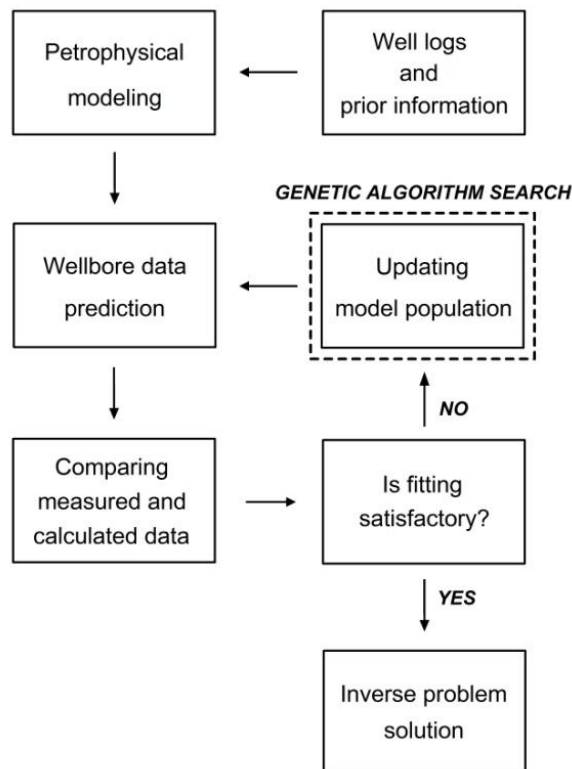 Petrophysical
modeling
Well logs
and
prior information
GENETIC ALGORITHM SEARCH
Wellbore data
prediction
Updating
model population
NO
Comparing
measured and
calculated data
Is fitting
satisfactory?
YES
Inverse problem
solution